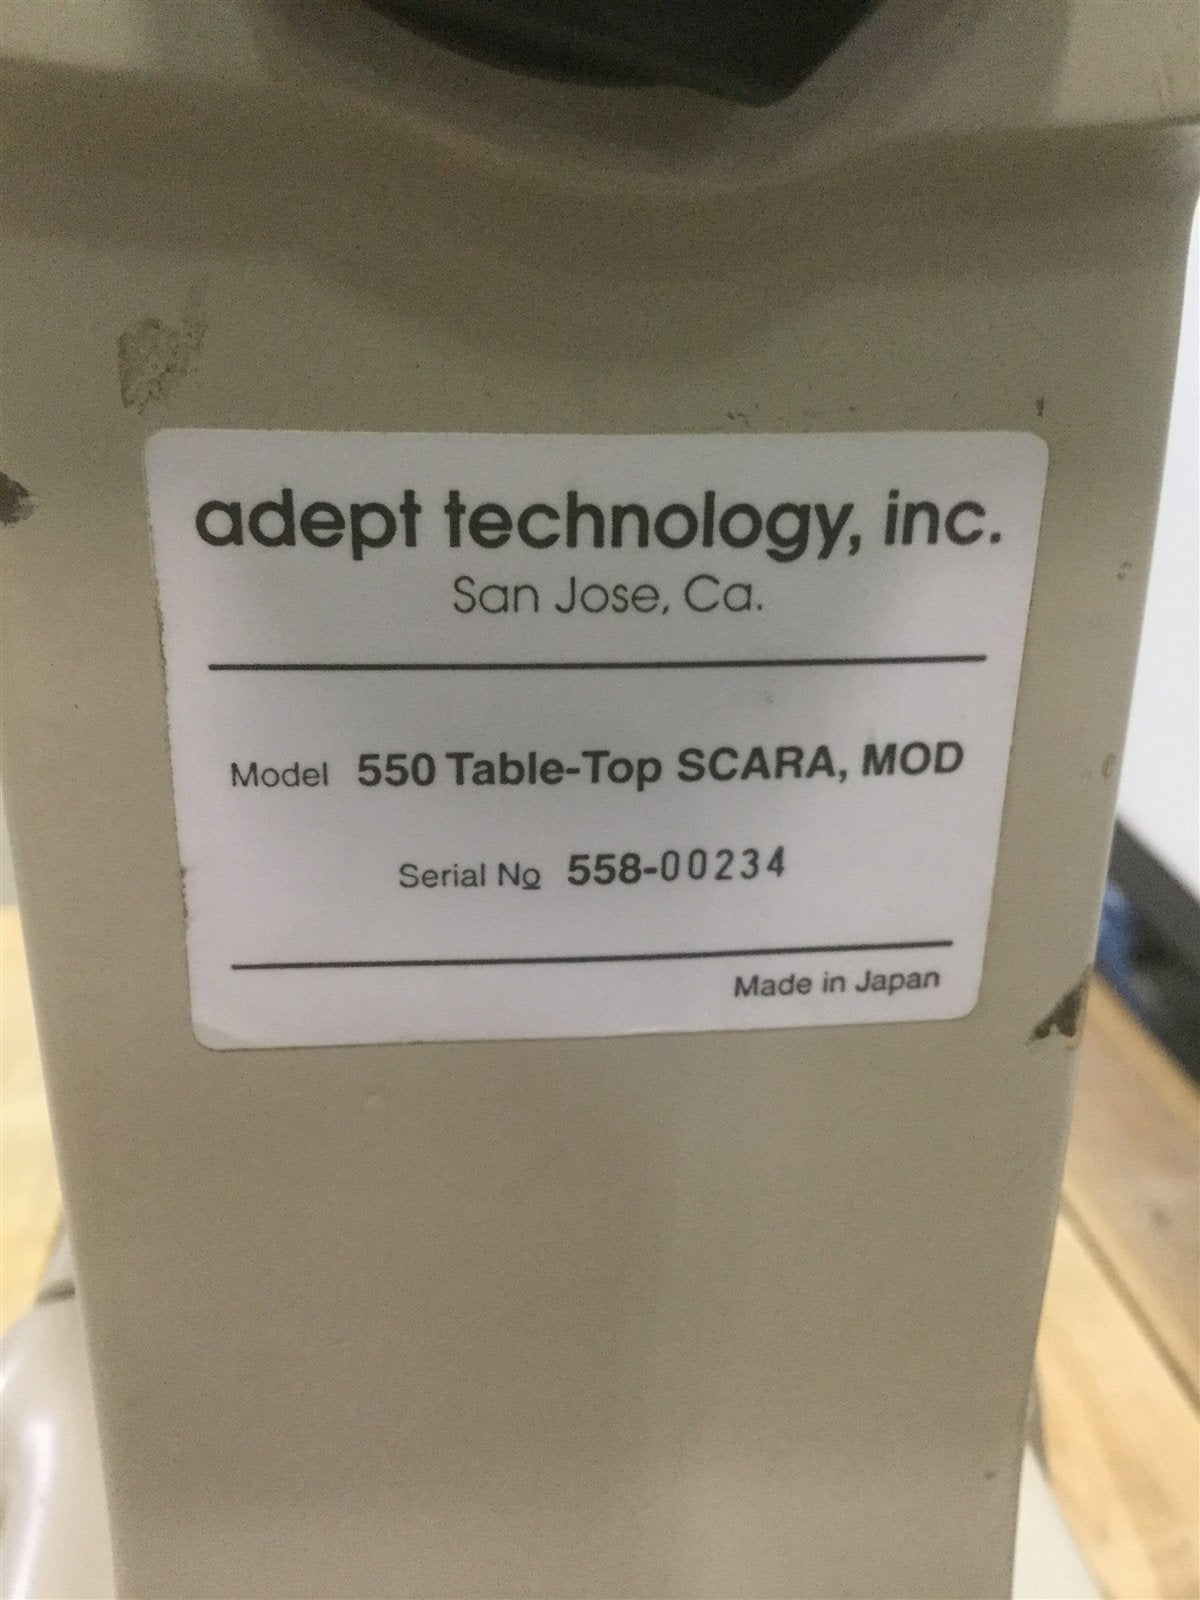 adept technology, inc.
San Jose, Ca.
Model 550 Table-Top SCARA, MOD
Serial No 558-00234
Made in Japan